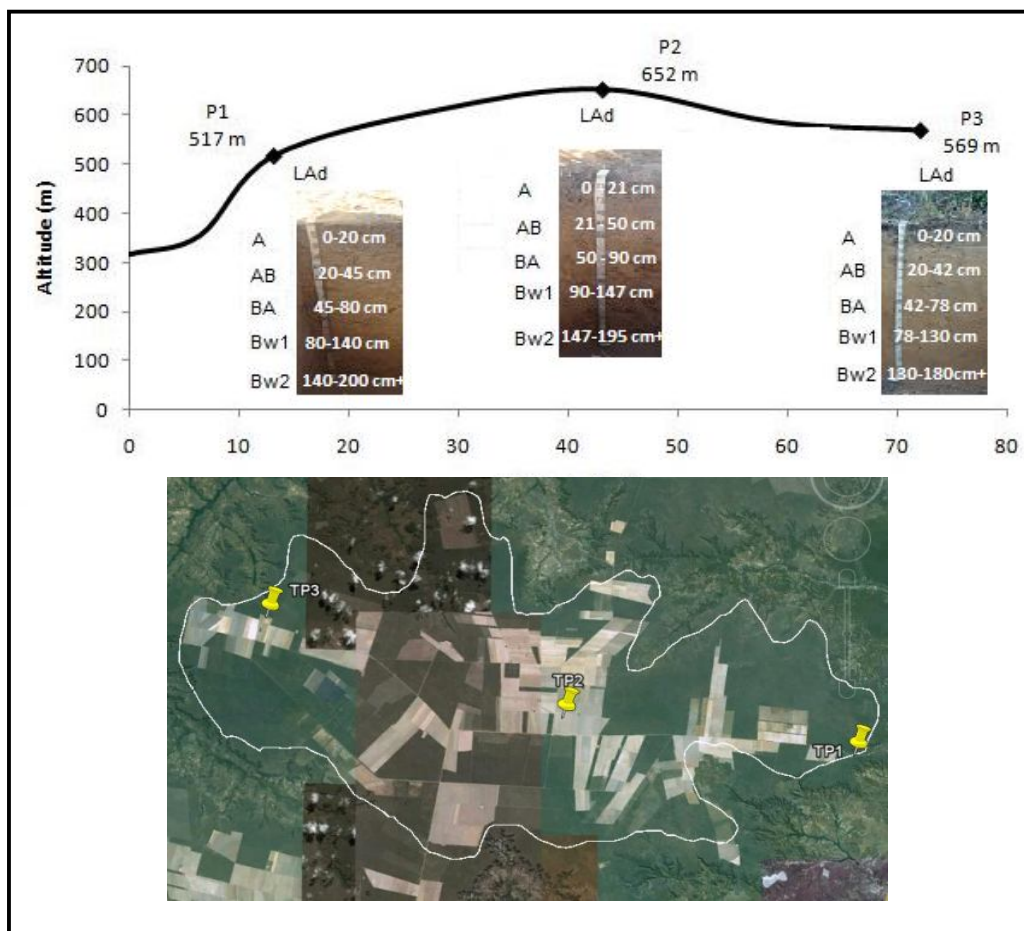 P2
652 m
700
600
500
400
300
200
100
0
Altitude (m)
P1
517 m
P3
569 m
LAd
LAd
LAd
A 0-20 cm
AB 20-45 cm
BA 45-80 cm
Bw1 80-140 cm
Bw2 140-200 cm+
A 0 - 21 cm
AB 21 - 50 cm
BA 50 -90 cm
Bw1 90-147 cm
Bw2 147-195 cm+
A 0-20 cm
AB 20-42 cm
BA 42-78 cm
Bw1 78-130 cm
Bw2 130-180cm+
0 10 20 30 40 50 60 70 80
TP3
TP2
TP1